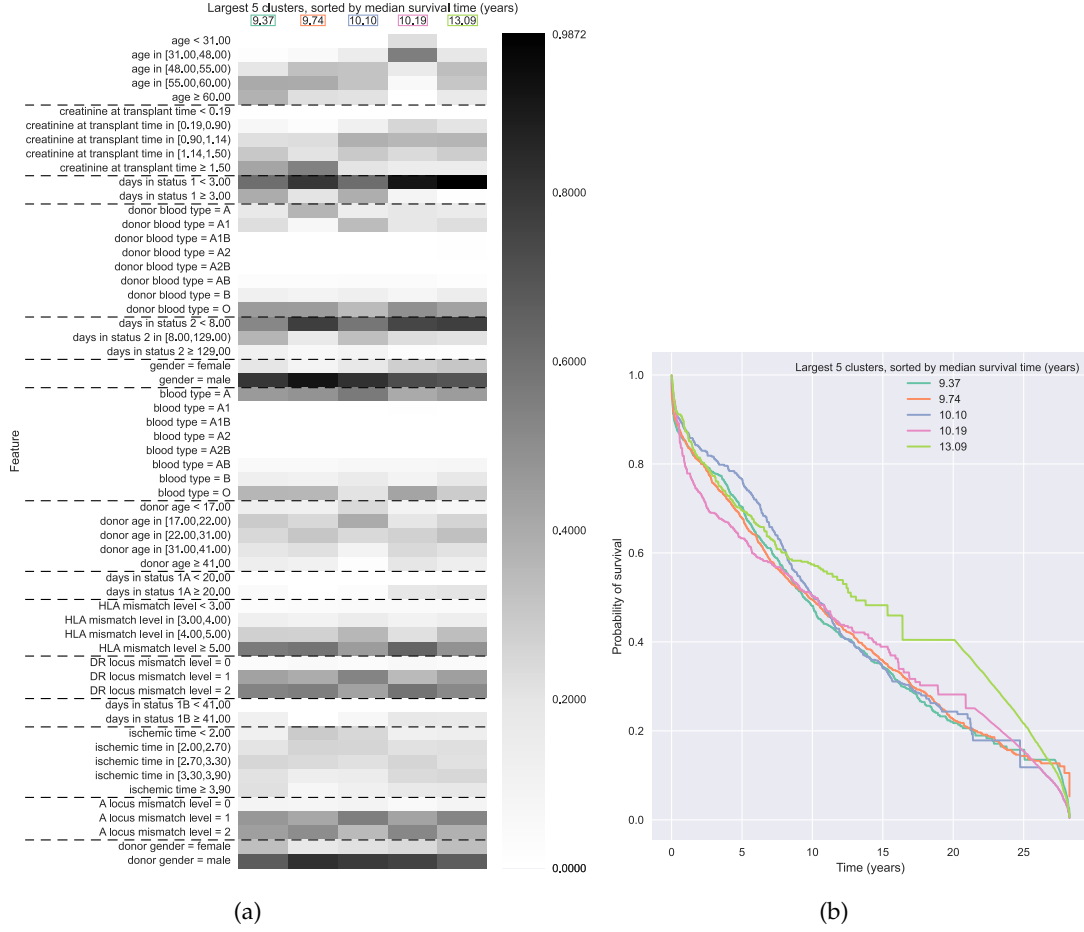 Largest 5 clusters, sorted by median survival time (years)
9.37 9.74 10.10 10.19 13.09
Feature
age < 31.00
age in [31.00,48.00)
age in [48.00,55.00)
age in [55.00,60.00)
age ≥ 60.00
creatinine at transplant time < 0.19
creatinine at transplant time in [0.19,0.90)
creatinine at transplant time in [0.90,1.14)
creatinine at transplant time in [1.14,1.50)
creatinine at transplant time ≥ 1.50
days in status 1 < 3.00
days in status 1 ≥ 3.00
donor blood type = A
donor blood type = A1
donor blood type = A1B
donor blood type = A2
donor blood type = A2B
donor blood type = AB
donor blood type = B
donor blood type = O
days in status 2 < 8.00
days in status 2 in [8.00,129.00)
days in status 2 ≥ 129.00
gender = female
gender = male
blood type = A
blood type = A1
blood type = A1B
blood type = A2
blood type = A2B
blood type = AB
blood type = B
blood type = O
donor age < 17.00
donor age in [17.00,22.00)
donor age in [22.00,31.00)
donor age in [31.00,41.00)
donor age ≥ 41.00
days in status 1A < 20.00
days in status 1A ≥ 20.00
HLA mismatch level < 3.00
HLA mismatch level in [3.00,4.00)
HLA mismatch level in [4.00,5.00)
HLA mismatch level ≥ 5.00
DR locus mismatch level = 0
DR locus mismatch level = 1
DR locus mismatch level = 2
days in status 1B < 41.00
days in status 1B ≥ 41.00
ischemic time < 2.00
ischemic time in [2.00,2.70)
ischemic time in [2.70,3.30)
ischemic time in [3.30,3.90)
ischemic time ≥ 3.90
A locus mismatch level = 0
A locus mismatch level = 1
A locus mismatch level = 2
donor gender = female
donor gender = male
0.9872
0.8000
0.6000
0.4000
0.2000
0.0000
(a)
Largest 5 clusters, sorted by median survival time (years)
9.37
9.74
10.10
10.19
13.09
Probability of survival
1.0
0.8
0.6
0.4
0.2
0.0
0 5 10 15 20 25
Time (years)
(b)